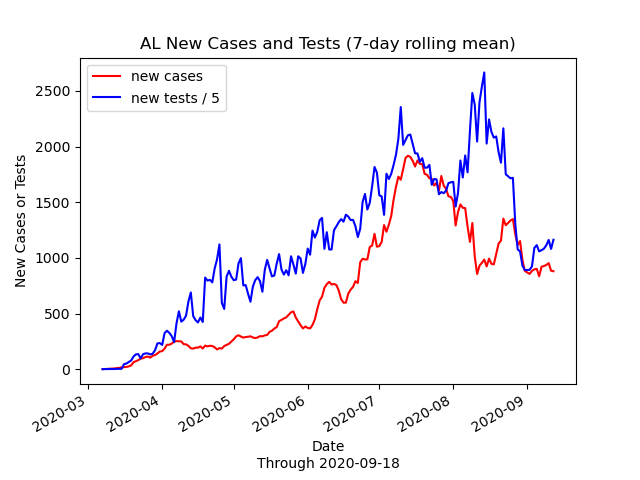 AL New Cases and Tests (7-day rolling mean)
new cases
new tests / 5
New Cases or Tests
2500
2000
1500
1000
500
0
2020-03
2020-04
2020-05
2020-06
2020-07
2020-08
2020-09
Date
Through 2020-09-18